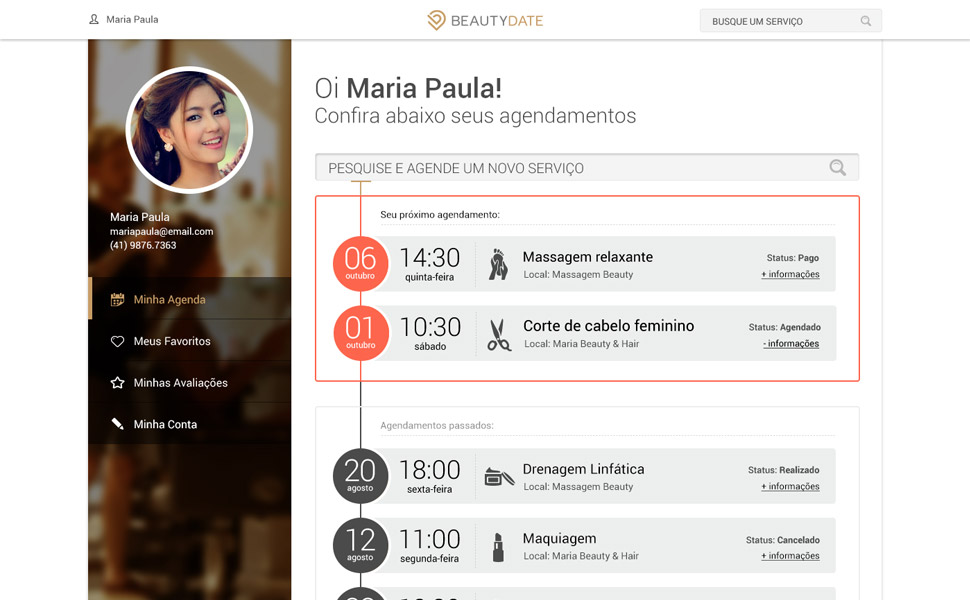 Maria Paula
BEAUTYDATE
BUSQUE UM SERVIÇO
Maria Paula
mariapaula@email.com
(41) 9876.7363
Minha Agenda
Meus Favoritos
Minhas Avaliações
Minha Conta
Oi Maria Paula!
Confira abaixo seus agendamentos
PESQUISE E AGENDE UM NOVO SERVIÇO
Seu próximo agendamento:
06
outubro
14:30
quinta-feira
Massagem relaxante
Local: Massagem Beauty
Status: Pago
+ informações
01
outubro
10:30
sábado
Corte de cabelo feminino
Local: Maria Beauty & Hair
Status: Agendado
- informações
Agendamentos passados:
20
agosto
18:00
sexta-feira
Drenagem Linfática
Local: Massagem Beauty
Status: Realizado
+ informações
12
agosto
11:00
segunda-feira
Maquiagem
Local: Maria Beauty & Hair
Status: Cancelado
+ informações